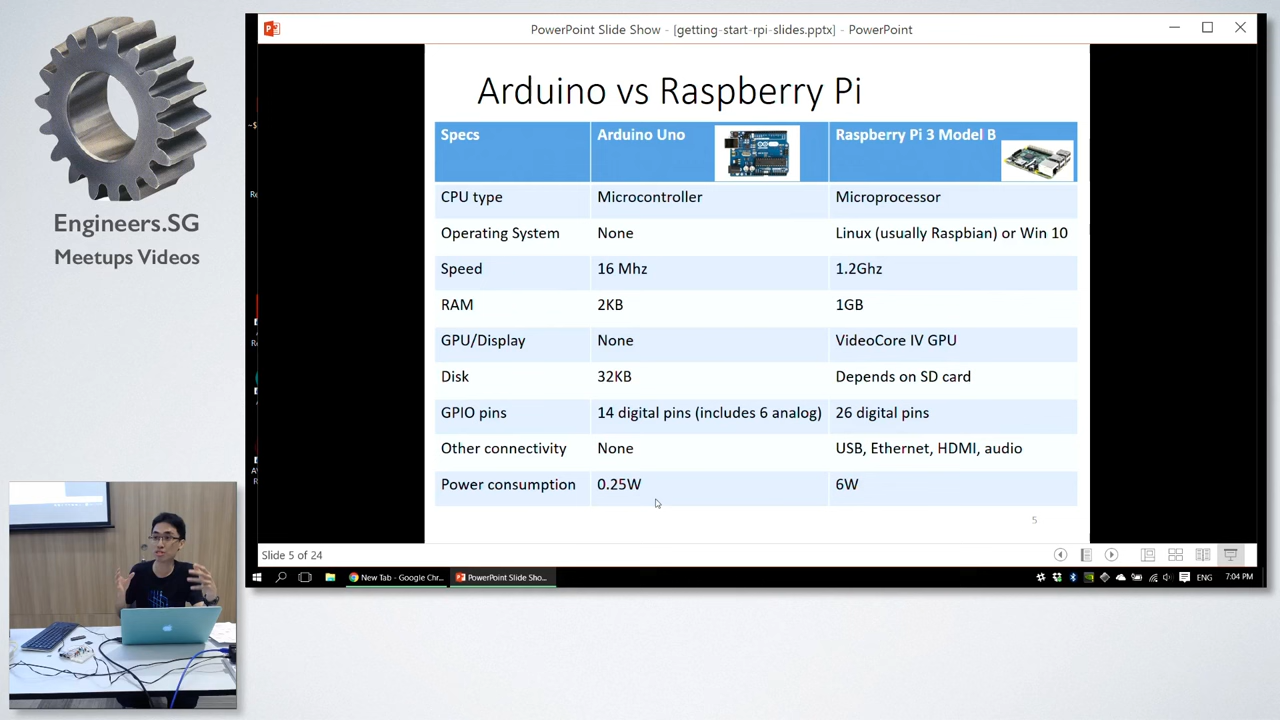 PowerPoint Slide Show - [getting-start-rpi-slides.pptx] - PowerPoint
Engineers.SG
Meetups Videos
Arduino vs Raspberry Pi
Specs Arduino Uno Raspberry Pi 3 Model B
CPU type Microcontroller Microprocessor
Operating System None Linux (usually Raspbian) or Win 10
Speed 16 Mhz 1.2Ghz
RAM 2KB 1GB
GPU/Display None VideoCore IV GPU
Disk 32KB Depends on SD card
GPIO pins 14 digital pins (includes 6 analog) 26 digital pins
Other connectivity None USB, Ethernet, HDMI, audio
Power consumption 0.25W 6W
5
Slide 5 of 24
New Tab - Google Chr... PowerPoint Slide Sho... ENG 7:04 PM